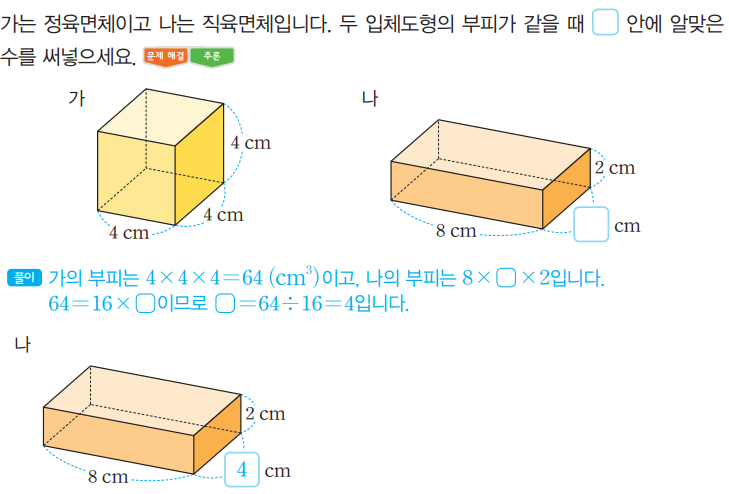 가는 정육면체이고 나는 직육면체입니다. 두 입체도형의 부피가 같을 때 □ 안에 알맞은
수를 써넣으세요. 문제 해결 추론
가
나
4 cm
4 cm
4 cm
2 cm
8 cm
□ cm
풀이 가의 부피는 4×4×4=64 (cm³)이고, 나의 부피는 8×□×2입니다.
64=16×□이므로 □=64÷16=4입니다.
나
2 cm
8 cm
4 cm